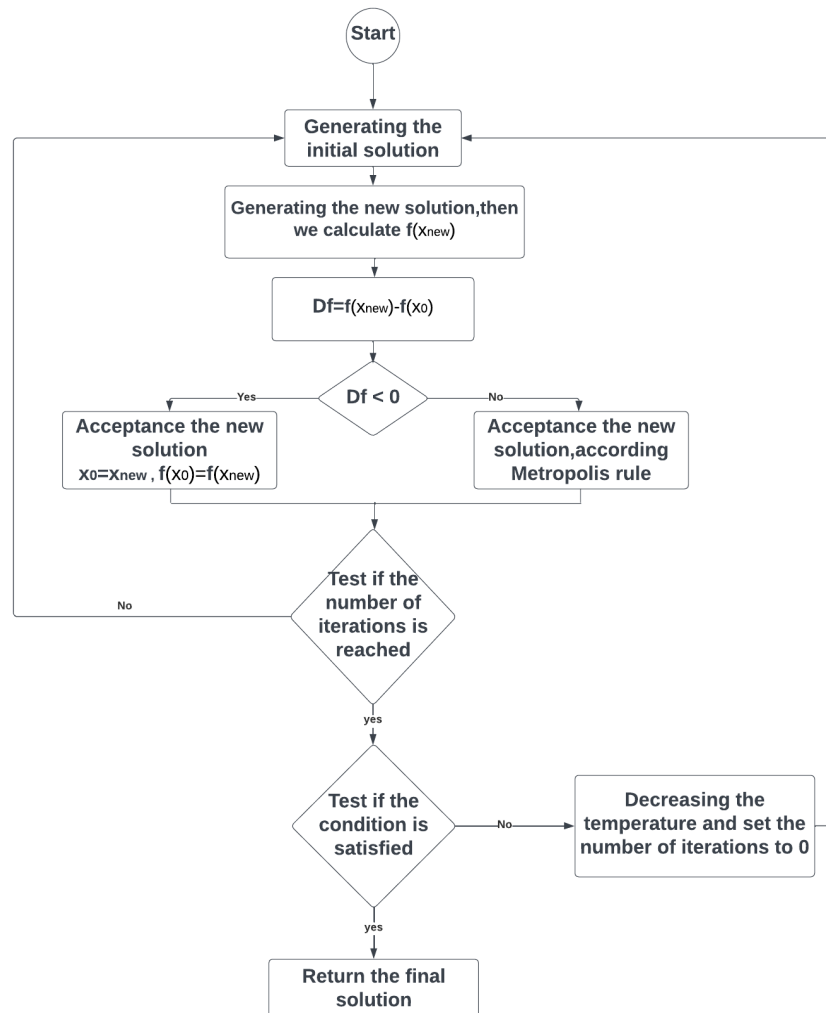 Start
Generating the
initial solution
Generating the new solution,then
we calculate f(xnew)
Df=f(xnew)-f(x0)
Df < 0
Yes
No
Acceptance the new
solution
x0=xnew , f(x0)=f(xnew)
Acceptance the new
solution,according
Metropolis rule
Test if the
number of
iterations is
reached
No
yes
Test if the
condition is
satisfied
No
Decreasing the
temperature and set the
number of iterations to 0
yes
Return the final
solution